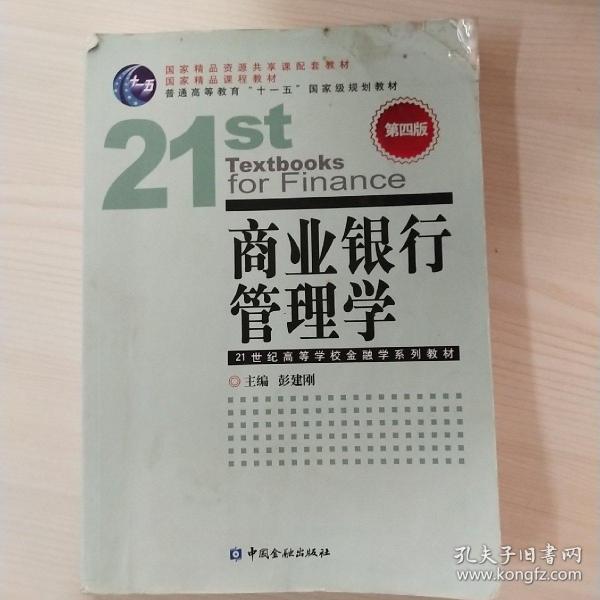 国家精品资源共享课配套教材
国家精品课程教材
普通高等教育“十一五”国家级规划教材
十一五
21st
Textbooks
for Finance
第四版
商业银行
管理学
21世纪高等学校金融学系列教材
◎主编 彭建刚
中国金融出版社
孔夫子旧书网
www.kongfz.com